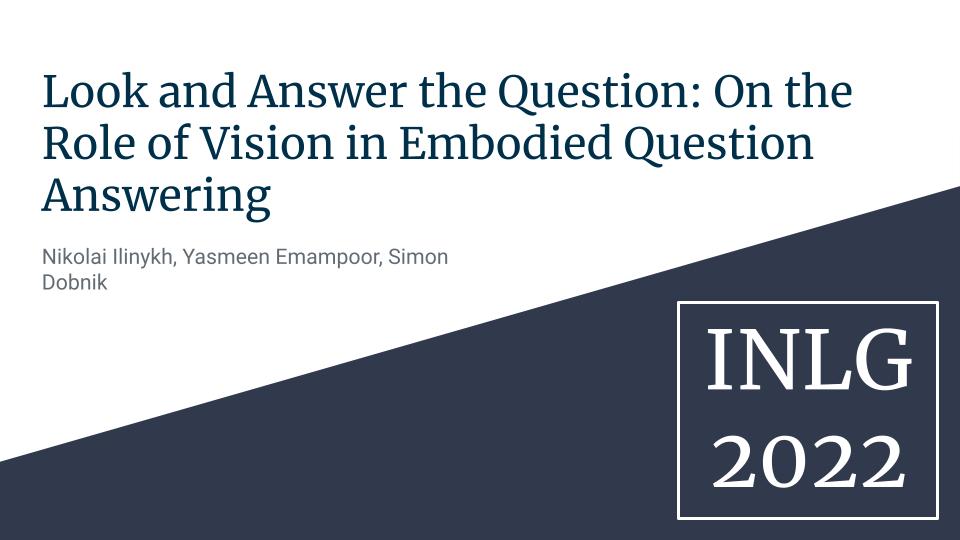 Look and Answer the Question: On the
Role of Vision in Embodied Question
Answering
Nikolai Ilinykh, Yasmeen Emampoor, Simon
Dobnik
INLG
2022